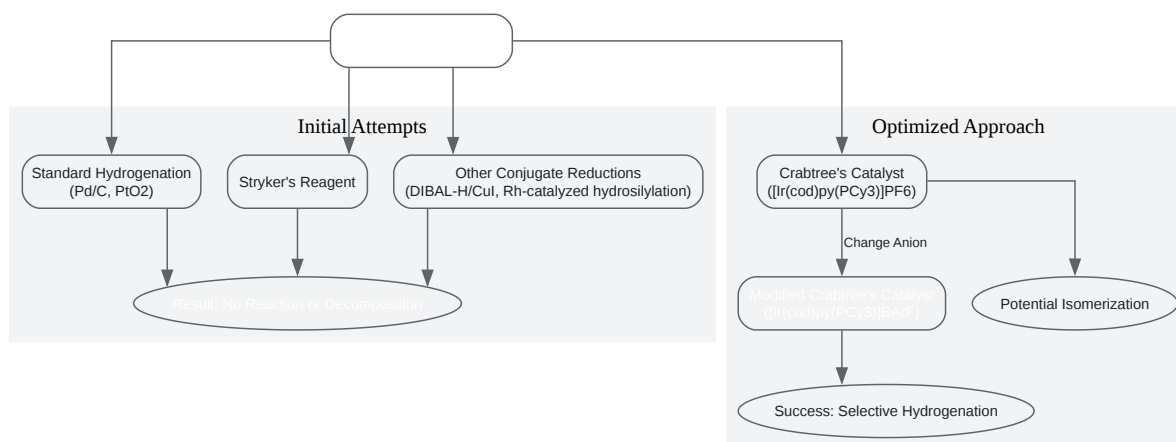 Initial Attempts
Optimized Approach
Standard Hydrogenation
(Pd/C, PtO2)
Stryker's Reagent
Other Conjugate Reductions
(DIBAL-H/CuI, Rh-catalyzed hydrosilylation)
Crabtree's Catalyst
([Ir(cod)py(PCy3)]PF6)
Change Anion
Result: No Reaction or Decomposition
Modified Crabtree's Catalyst
([Ir(cod)py(PCy3)]BArF)
Potential Isomerization
Success: Selective Hydrogenation